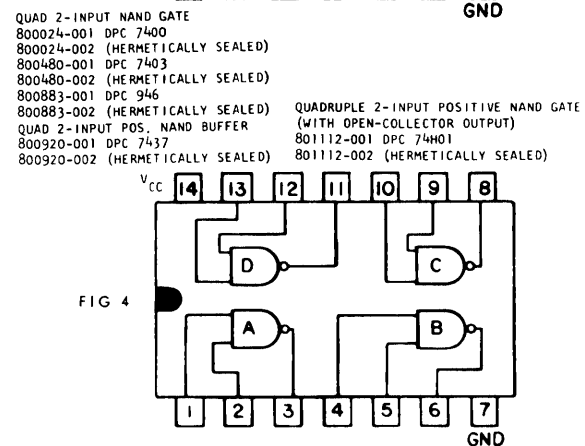 GND
QUAD 2-INPUT NAND GATE
800024-001 DPC 7400
800024-002 (HERMETICALLY SEALED)
800480-001 DPC 7403
800480-002 (HERMETICALLY SEALED)
800883-001 DPC 946
800883-002 (HERMETICALLY SEALED)
QUAD 2-INPUT POS. NAND BUFFER
800920-001 DPC 7437
800920-002 (HERMETICALLY SEALED)
QUADRUPLE 2-INPUT POSITIVE NAND GATE
(WITH OPEN-COLLECTOR OUTPUT)
801112-001 DPC 74H01
801112-002 (HERMETICALLY SEALED)
VCC 14 13 12 11 10 9 8
D C
FIG 4
A B
1 2 3 4 5 6 7
GND